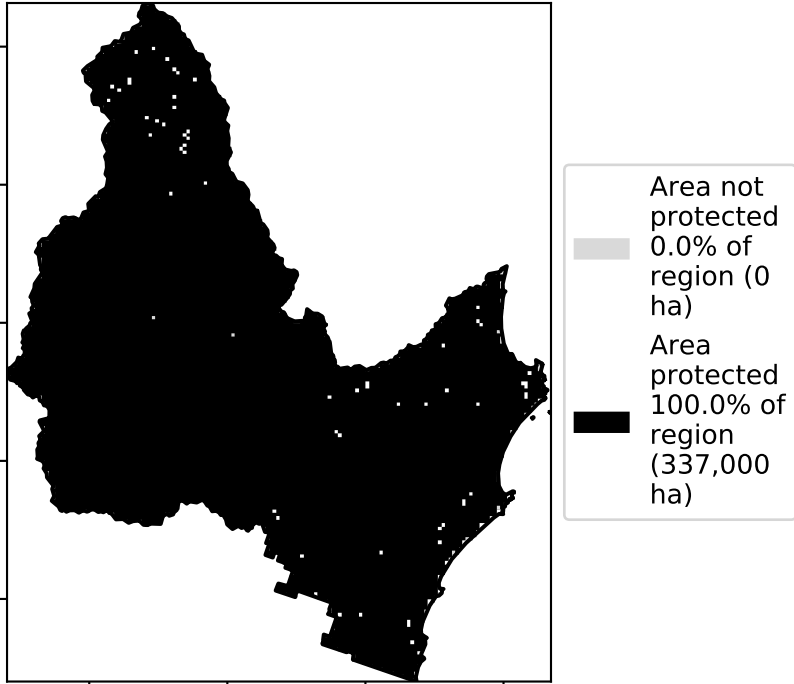 Area not
protected
0.0% of
region (0
ha)
Area
protected
100.0% of
region
(337,000
ha)